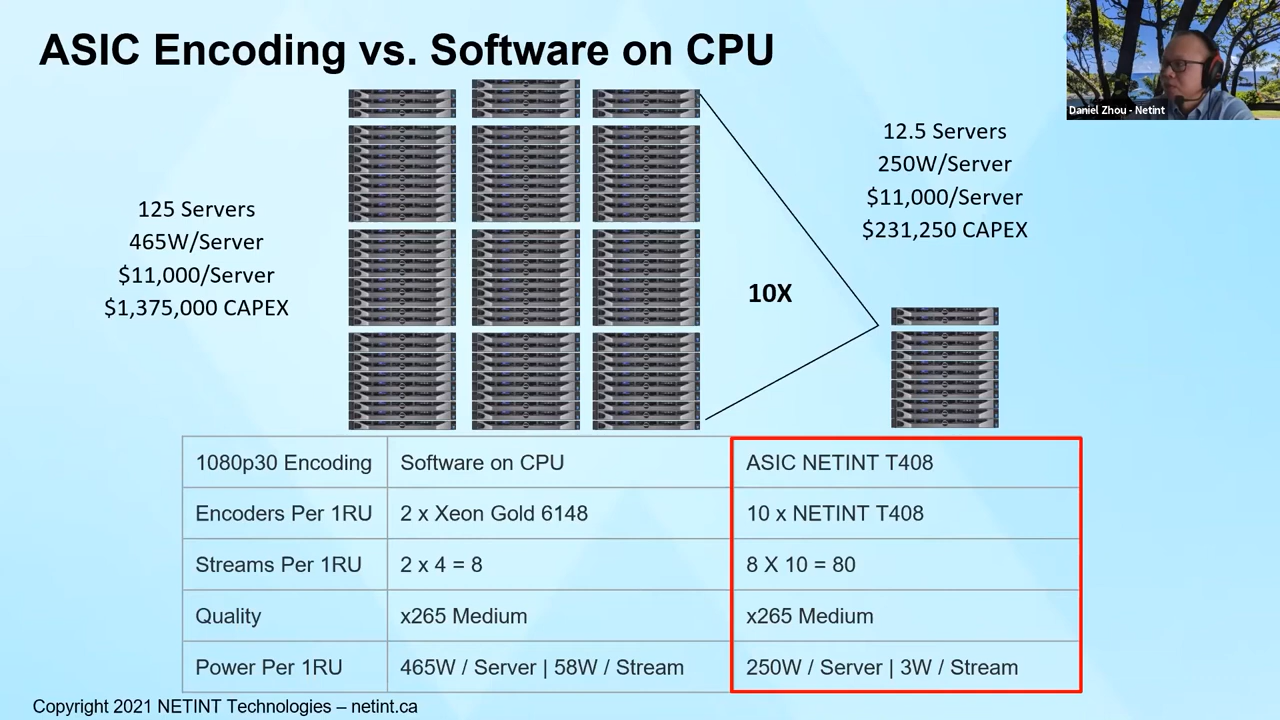 ASIC Encoding vs. Software on CPU
Daniel Zhou - Netint
125 Servers
465W/Server
$11,000/Server
$1,375,000 CAPEX
10X
12.5 Servers
250W/Server
$11,000/Server
$231,250 CAPEX
1080p30 Encoding Software on CPU ASIC NETINT T408
Encoders Per 1RU 2 x Xeon Gold 6148 10 x NETINT T408
Streams Per 1RU 2 x 4 = 8 8 X 10 = 80
Quality x265 Medium x265 Medium
Power Per 1RU 465W / Server | 58W / Stream 250W / Server | 3W / Stream
Copyright 2021 NETINT Technologies – netint.ca